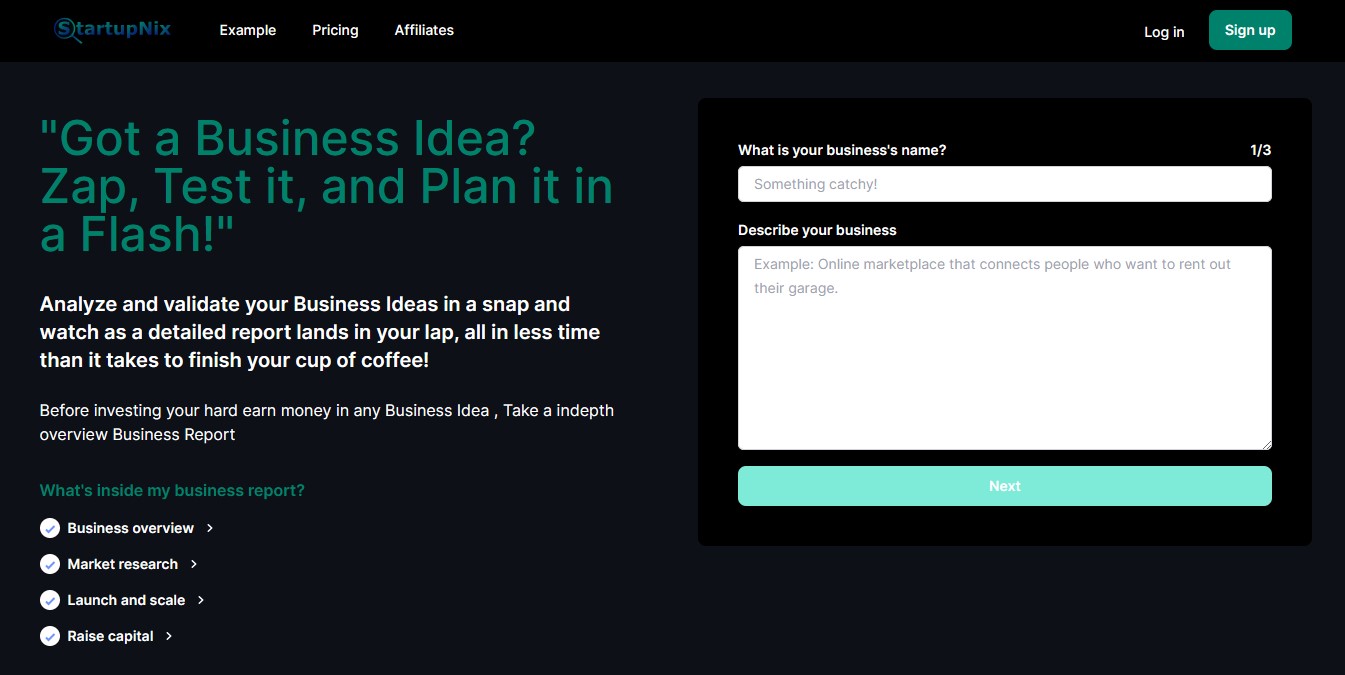 StartupNix
Example
Pricing
Affiliates
Log in
Sign up
"Got a Business Idea?
Zap, Test it, and Plan it in
a Flash!"
Analyze and validate your Business Ideas in a snap and
watch as a detailed report lands in your lap, all in less time
than it takes to finish your cup of coffee!
Before investing your hard earn money in any Business Idea , Take a indepth
overview Business Report
What's inside my business report?
Business overview
Market research
Launch and scale
Raise capital
What is your business's name?
1/3
Something catchy!
Describe your business
Example: Online marketplace that connects people who want to rent out
their garage.
Next